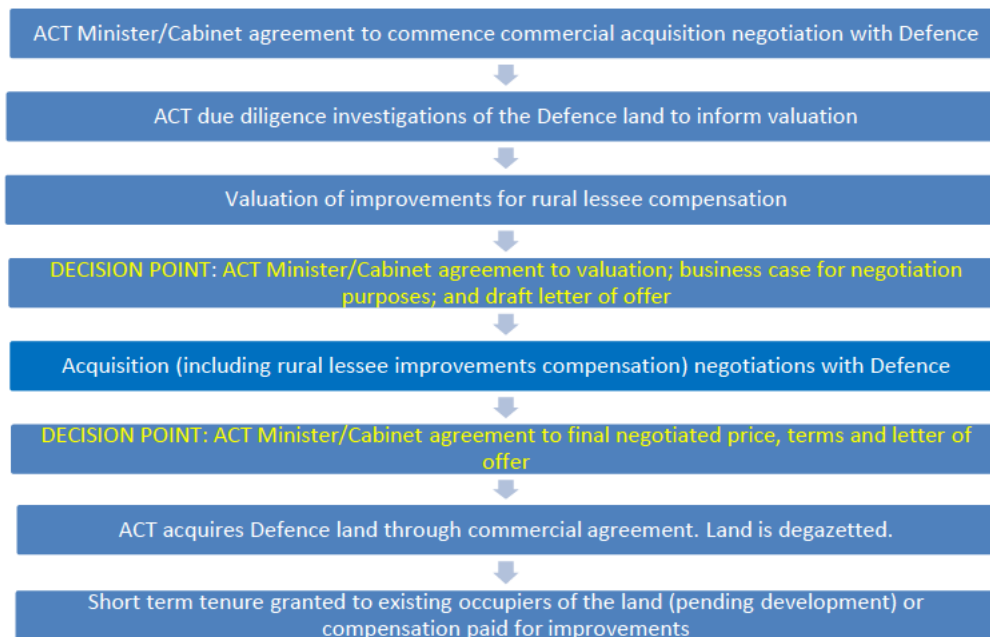 ACT Minister/Cabinet agreement to commence commercial acquisition negotiation with Defence
ACT due diligence investigations of the Defence land to inform valuation
Valuation of improvements for rural lessee compensation
DECISION POINT: ACT Minister/Cabinet agreement to valuation; business case for negotiation
purposes; and draft letter of offer
Acquisition (including rural lessee improvements compensation) negotiations with Defence
DECISION POINT: ACT Minister/Cabinet agreement to final negotiated price, terms and letter of
offer
ACT acquires Defence land through commercial agreement. Land is degazetted.
Short term tenure granted to existing occupiers of the land (pending development) or
compensation paid for improvements